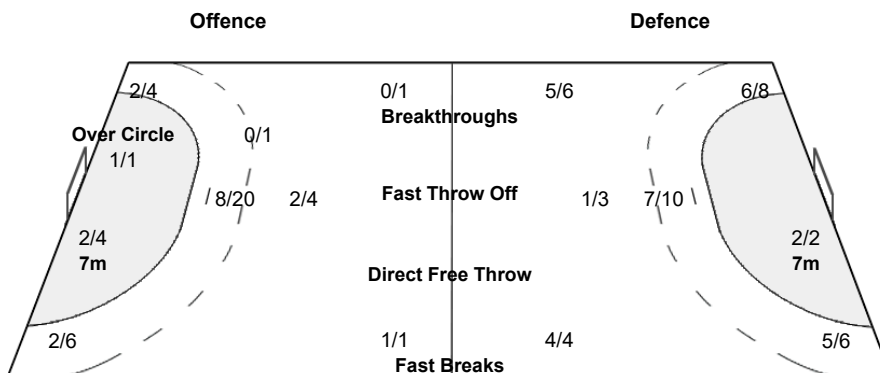 Offence Defence
2/4 0/1 5/6 6/8
Breakthroughs
Over Circle 0/1
1/1
8/20 2/4 Fast Throw Off 1/3 7/10
2/4 2/2
7m 7m
Direct Free Throw
2/6 1/1 4/4 5/6
Fast Breaks